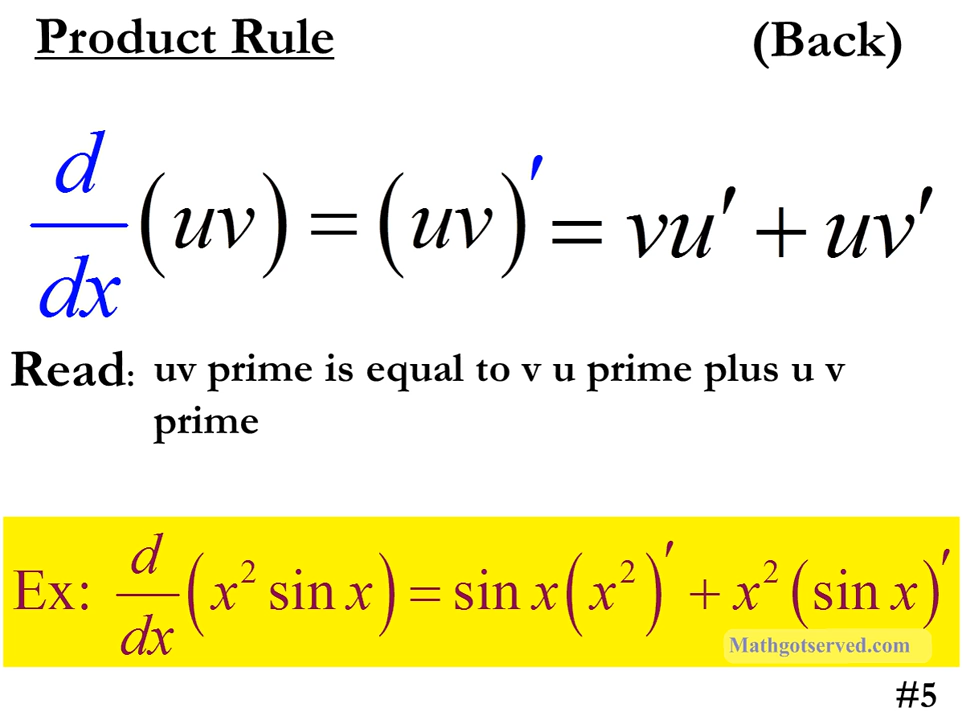 Product Rule (Back)
d/dx (uv) = (uv)′ = vu′ + uv′
Read: uv prime is equal to v u prime plus u v
prime
Ex: d/dx (x² sin x) = sin x (x²)′ + x² (sin x)′
Mathgotserved.com
#5